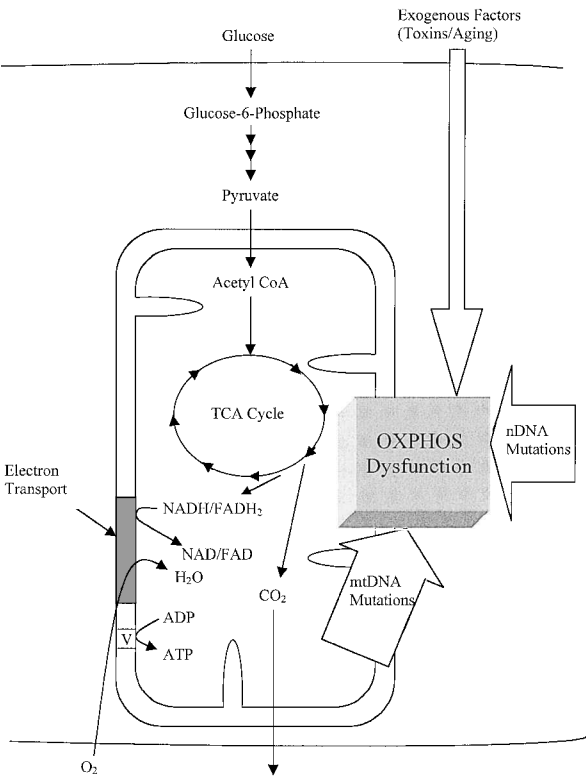 Exogenous Factors
(Toxins/Aging)
Glucose
Glucose-6-Phosphate
Pyruvate
Acetyl CoA
TCA Cycle
OXPHOS
Dysfunction
nDNA
Mutations
Electron
Transport
NADH/FADH₂
NAD/FAD
H₂O
CO₂
mtDNA
Mutations
ADP
V
ATP
O₂